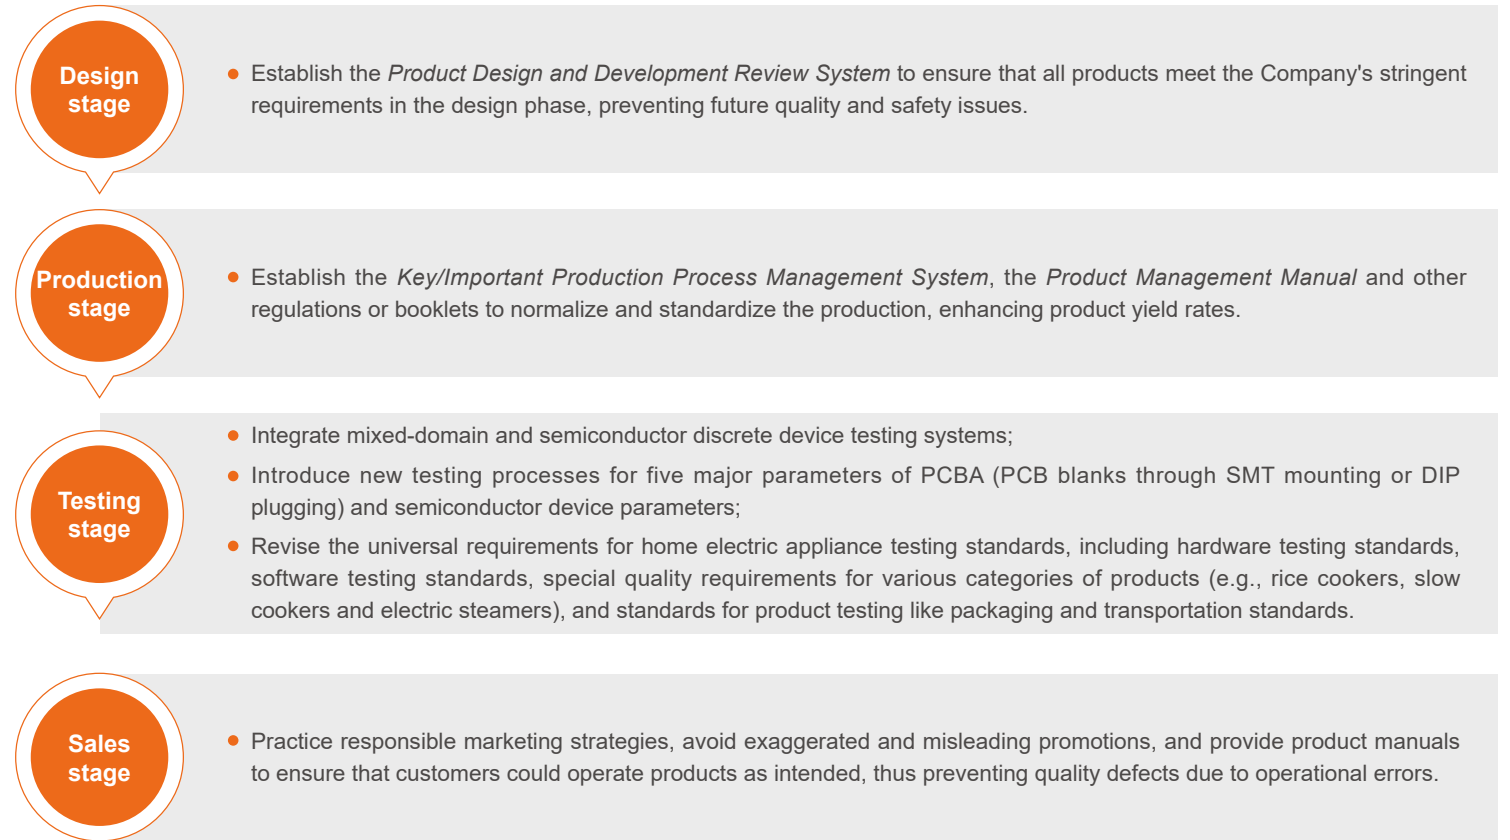 Design
stage
● Establish the Product Design and Development Review System to ensure that all products meet the Company's stringent
requirements in the design phase, preventing future quality and safety issues.
Production
stage
● Establish the Key/Important Production Process Management System, the Product Management Manual and other
regulations or booklets to normalize and standardize the production, enhancing product yield rates.
Testing
stage
● Integrate mixed-domain and semiconductor discrete device testing systems;
● Introduce new testing processes for five major parameters of PCBA (PCB blanks through SMT mounting or DIP
plugging) and semiconductor device parameters;
● Revise the universal requirements for home electric appliance testing standards, including hardware testing standards,
software testing standards, special quality requirements for various categories of products (e.g., rice cookers, slow
cookers and electric steamers), and standards for product testing like packaging and transportation standards.
Sales
stage
● Practice responsible marketing strategies, avoid exaggerated and misleading promotions, and provide product manuals
to ensure that customers could operate products as intended, thus preventing quality defects due to operational errors.